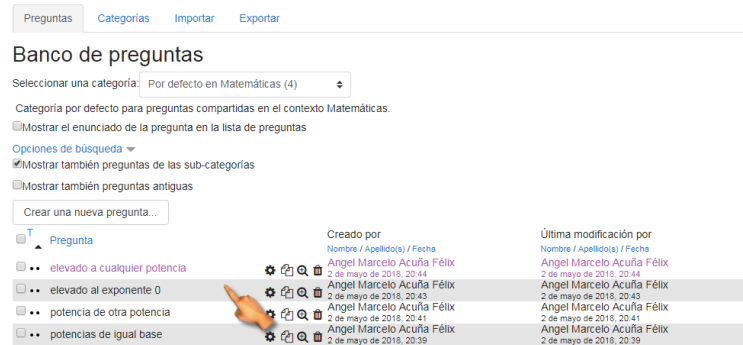 Preguntas Categorías Importar Exportar
Banco de preguntas
Seleccionar una categoría: Por defecto en Matemáticas (4)
Categoría por defecto para preguntas compartidas en el contexto Matemáticas.
Mostrar el enunciado de la pregunta en la lista de preguntas
Opciones de búsqueda
Mostrar también preguntas de las sub-categorías
Mostrar también preguntas antiguas
Crear una nueva pregunta...
T Pregunta Creado por Última modificación por
Nombre / Apellido(s) / Fecha Nombre / Apellido(s) / Fecha
elevado a cualquier potencia Angel Marcelo Acuña Félix Angel Marcelo Acuña Félix
2 de mayo de 2018, 20:44 2 de mayo de 2018, 20:44
elevado al exponente 0 Angel Marcelo Acuña Félix Angel Marcelo Acuña Félix
2 de mayo de 2018, 20:43 2 de mayo de 2018, 20:43
potencia de otra potencia Angel Marcelo Acuña Félix Angel Marcelo Acuña Félix
2 de mayo de 2018, 20:41 2 de mayo de 2018, 20:41
potencias de igual base Angel Marcelo Acuña Félix Angel Marcelo Acuña Félix
2 de mayo de 2018, 20:39 2 de mayo de 2018, 20:39